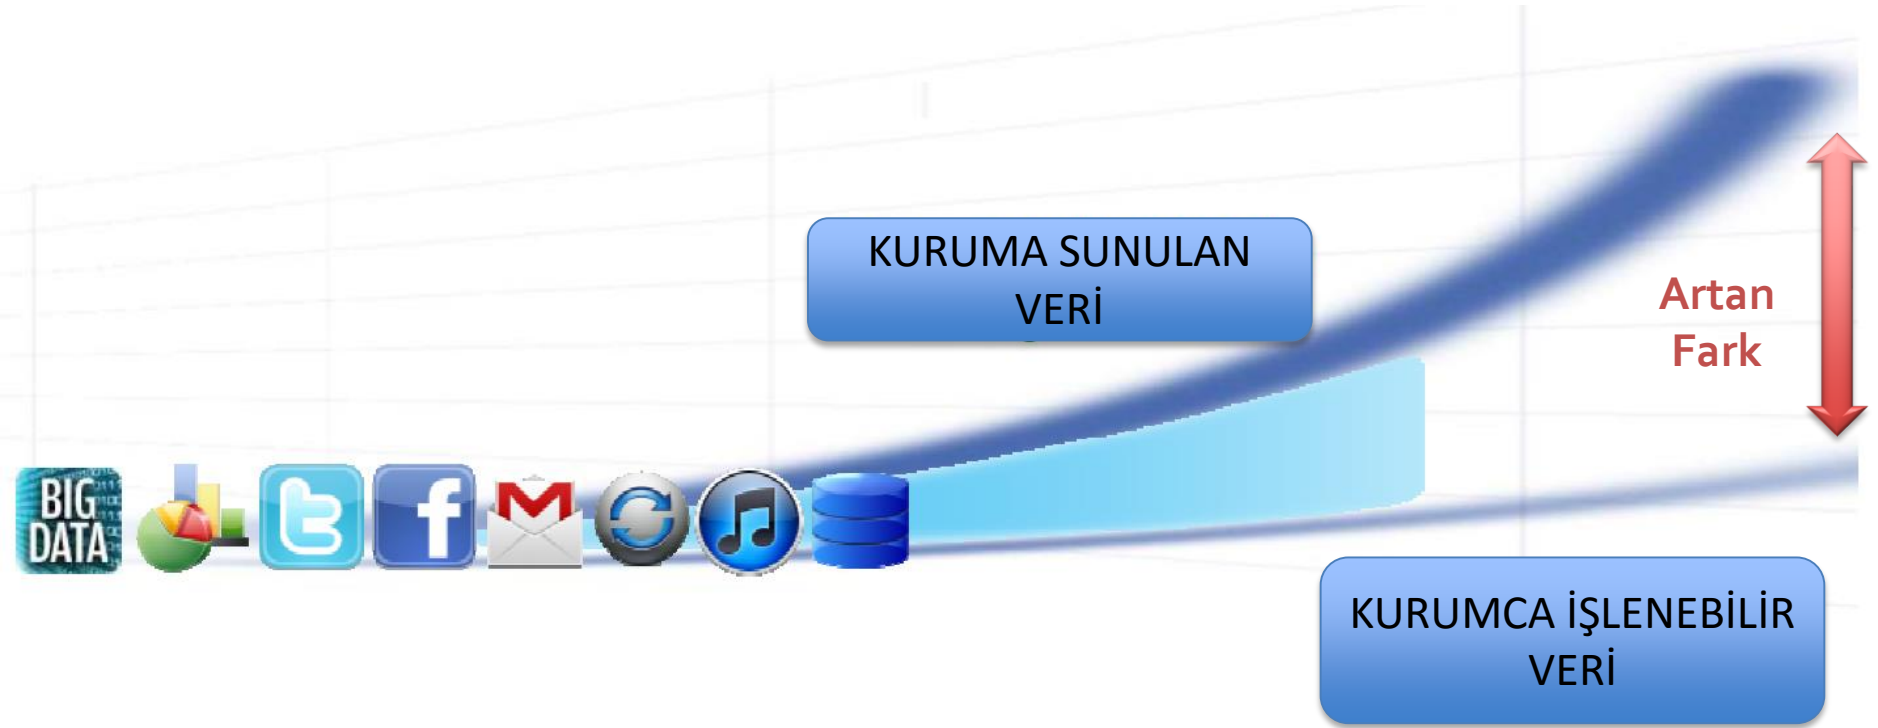 KURUMA SUNULAN
VERİ
Artan
Fark
BIG
DATA
KURUMCA İŞLENEBİLİR
VERİ